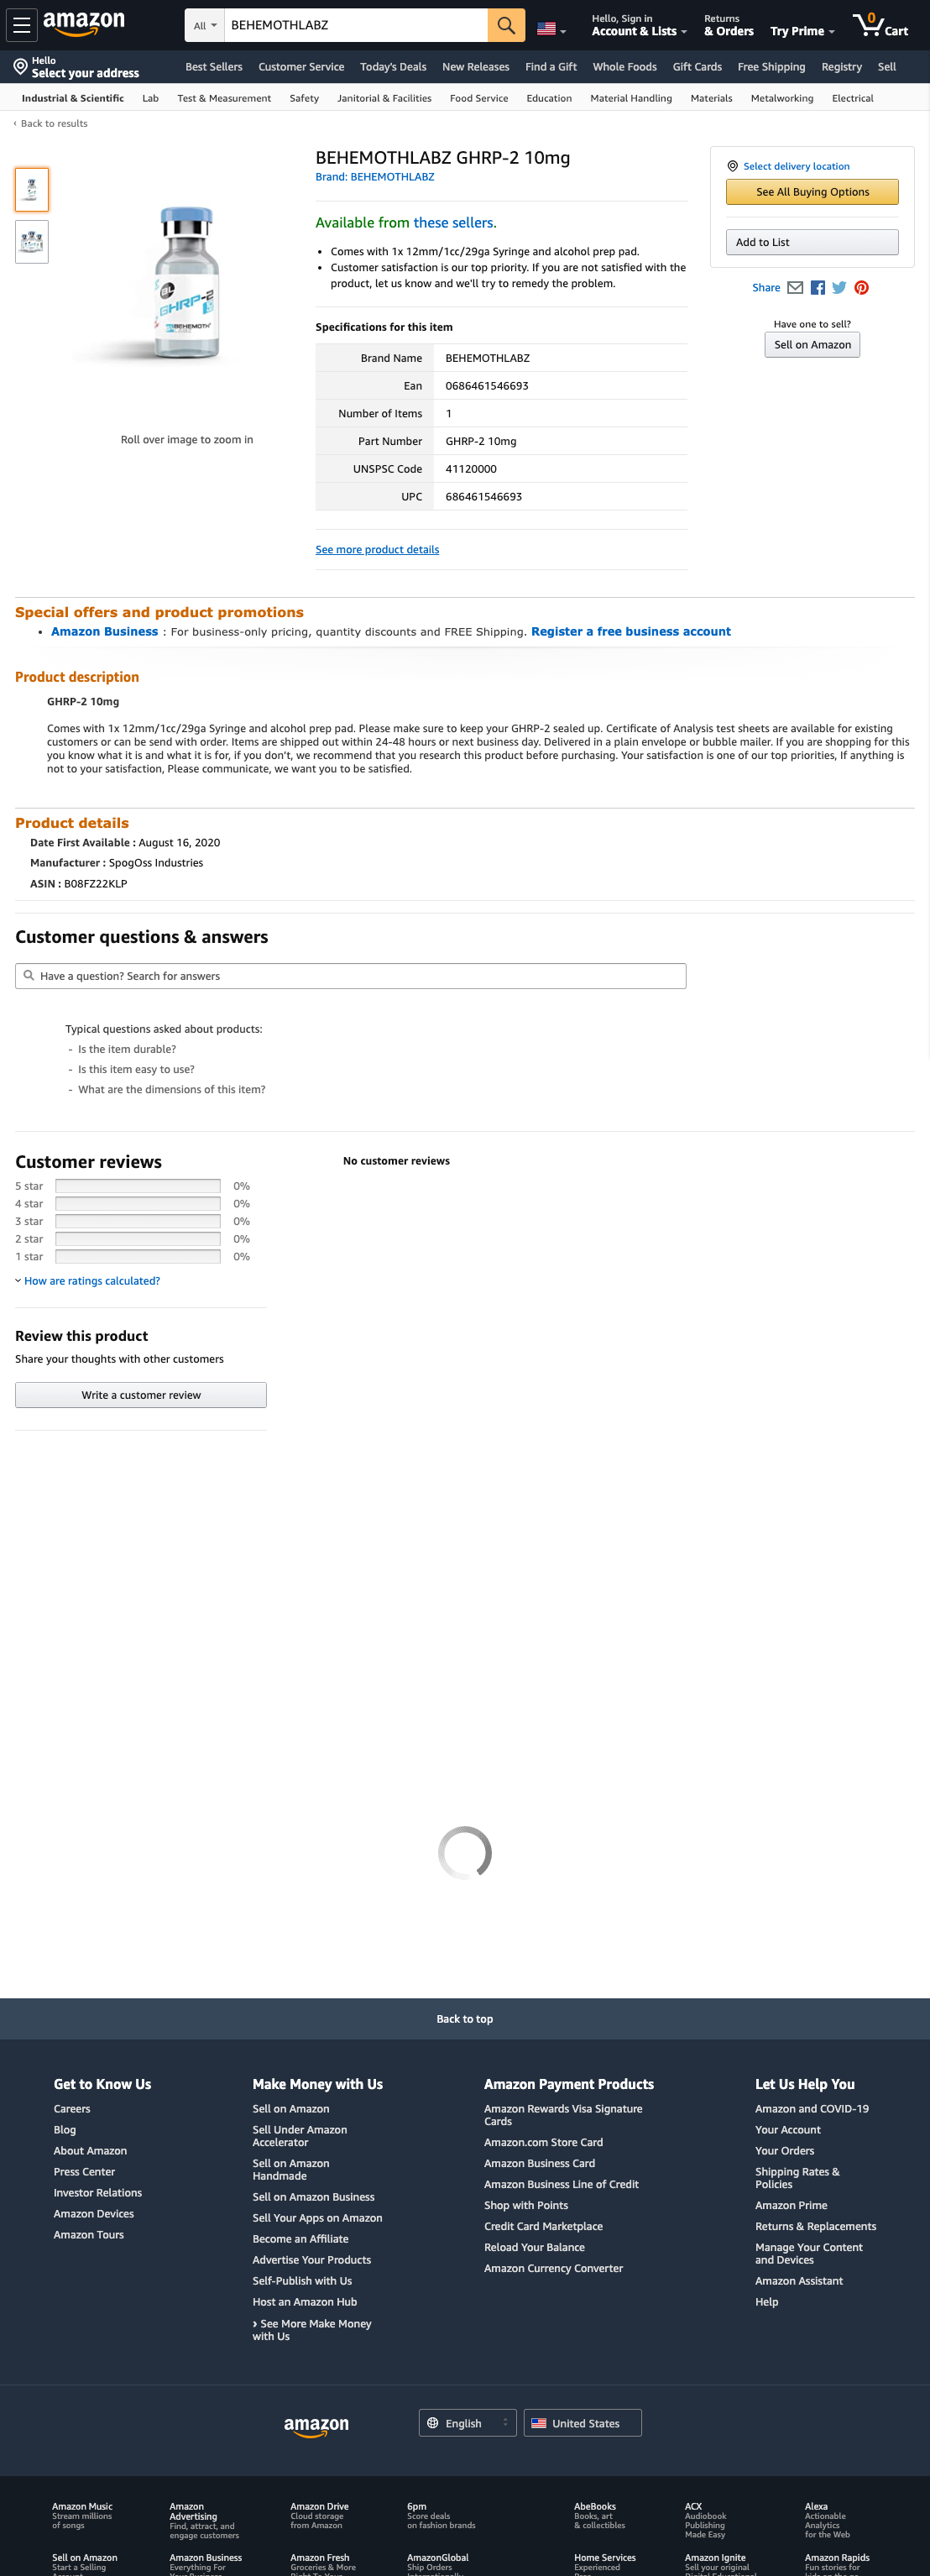 amazon
All
BEHEMOTHLABZ
Hello, Sign in
Account & Lists
Returns
& Orders
Try Prime
0
Cart
Hello
Select your address
Best Sellers Customer Service Today's Deals New Releases Find a Gift Whole Foods Gift Cards Free Shipping Registry Sell
Industrial & Scientific Lab Test & Measurement Safety Janitorial & Facilities Food Service Education Material Handling Materials Metalworking Electrical
‹ Back to results
BEHEMOTHLABZ GHRP-2 10mg
Brand: BEHEMOTHLABZ
Available from these sellers.
• Comes with 1x 12mm/1cc/29ga Syringe and alcohol prep pad.
• Customer satisfaction is our top priority. If you are not satisfied with the
product, let us know and we'll try to remedy the problem.
GHRP-2
BEHEMOTH
Roll over image to zoom in
Specifications for this item
Brand Name BEHEMOTHLABZ
Ean 0686461546693
Number of Items 1
Part Number GHRP-2 10mg
UNSPSC Code 41120000
UPC 686461546693
See more product details
Select delivery location
See All Buying Options
Add to List
Share
Have one to sell?
Sell on Amazon
Special offers and product promotions
• Amazon Business : For business-only pricing, quantity discounts and FREE Shipping. Register a free business account
Product description
GHRP-2 10mg
Comes with 1x 12mm/1cc/29ga Syringe and alcohol prep pad. Please make sure to keep your GHRP-2 sealed up. Certificate of Analysis test sheets are available for existing
customers or can be send with order. Items are shipped out within 24-48 hours or next business day. Delivered in a plain envelope or bubble mailer. If you are shopping for this
you know what it is and what it is for, if you don't, we recommend that you research this product before purchasing. Your satisfaction is one of our top priorities, If anything is
not to your satisfaction, Please communicate, we want you to be satisfied.
Product details
Date First Available : August 16, 2020
Manufacturer : SpogOss Industries
ASIN : B08FZ22KLP
Customer questions & answers
Have a question? Search for answers
Typical questions asked about products:
- Is the item durable?
- Is this item easy to use?
- What are the dimensions of this item?
Customer reviews
5 star 0%
4 star 0%
3 star 0%
2 star 0%
1 star 0%
How are ratings calculated?
No customer reviews
Review this product
Share your thoughts with other customers
Write a customer review
Back to top
Get to Know Us
Careers
Blog
About Amazon
Press Center
Investor Relations
Amazon Devices
Amazon Tours
Make Money with Us
Sell on Amazon
Sell Under Amazon
Accelerator
Sell on Amazon
Handmade
Sell on Amazon Business
Sell Your Apps on Amazon
Become an Affiliate
Advertise Your Products
Self-Publish with Us
Host an Amazon Hub
› See More Make Money
with Us
Amazon Payment Products
Amazon Rewards Visa Signature
Cards
Amazon.com Store Card
Amazon Business Card
Amazon Business Line of Credit
Shop with Points
Credit Card Marketplace
Reload Your Balance
Amazon Currency Converter
Let Us Help You
Amazon and COVID-19
Your Account
Your Orders
Shipping Rates &
Policies
Amazon Prime
Returns & Replacements
Manage Your Content
and Devices
Amazon Assistant
Help
amazon
English
United States
Amazon Music
Stream millions
of songs
Amazon
Advertising
Find, attract, and
engage customers
Amazon Drive
Cloud storage
from Amazon
6pm
Score deals
on fashion brands
AbeBooks
Books, art
& collectibles
ACX
Audiobook
Publishing
Made Easy
Alexa
Actionable
Analytics
for the Web
Sell on Amazon
Start a Selling
Amazon Business
Everything For
Amazon Fresh
Groceries & More
AmazonGlobal
Ship Orders
Home Services
Experienced
Amazon Ignite
Sell your original
Amazon Rapids
Fun stories for